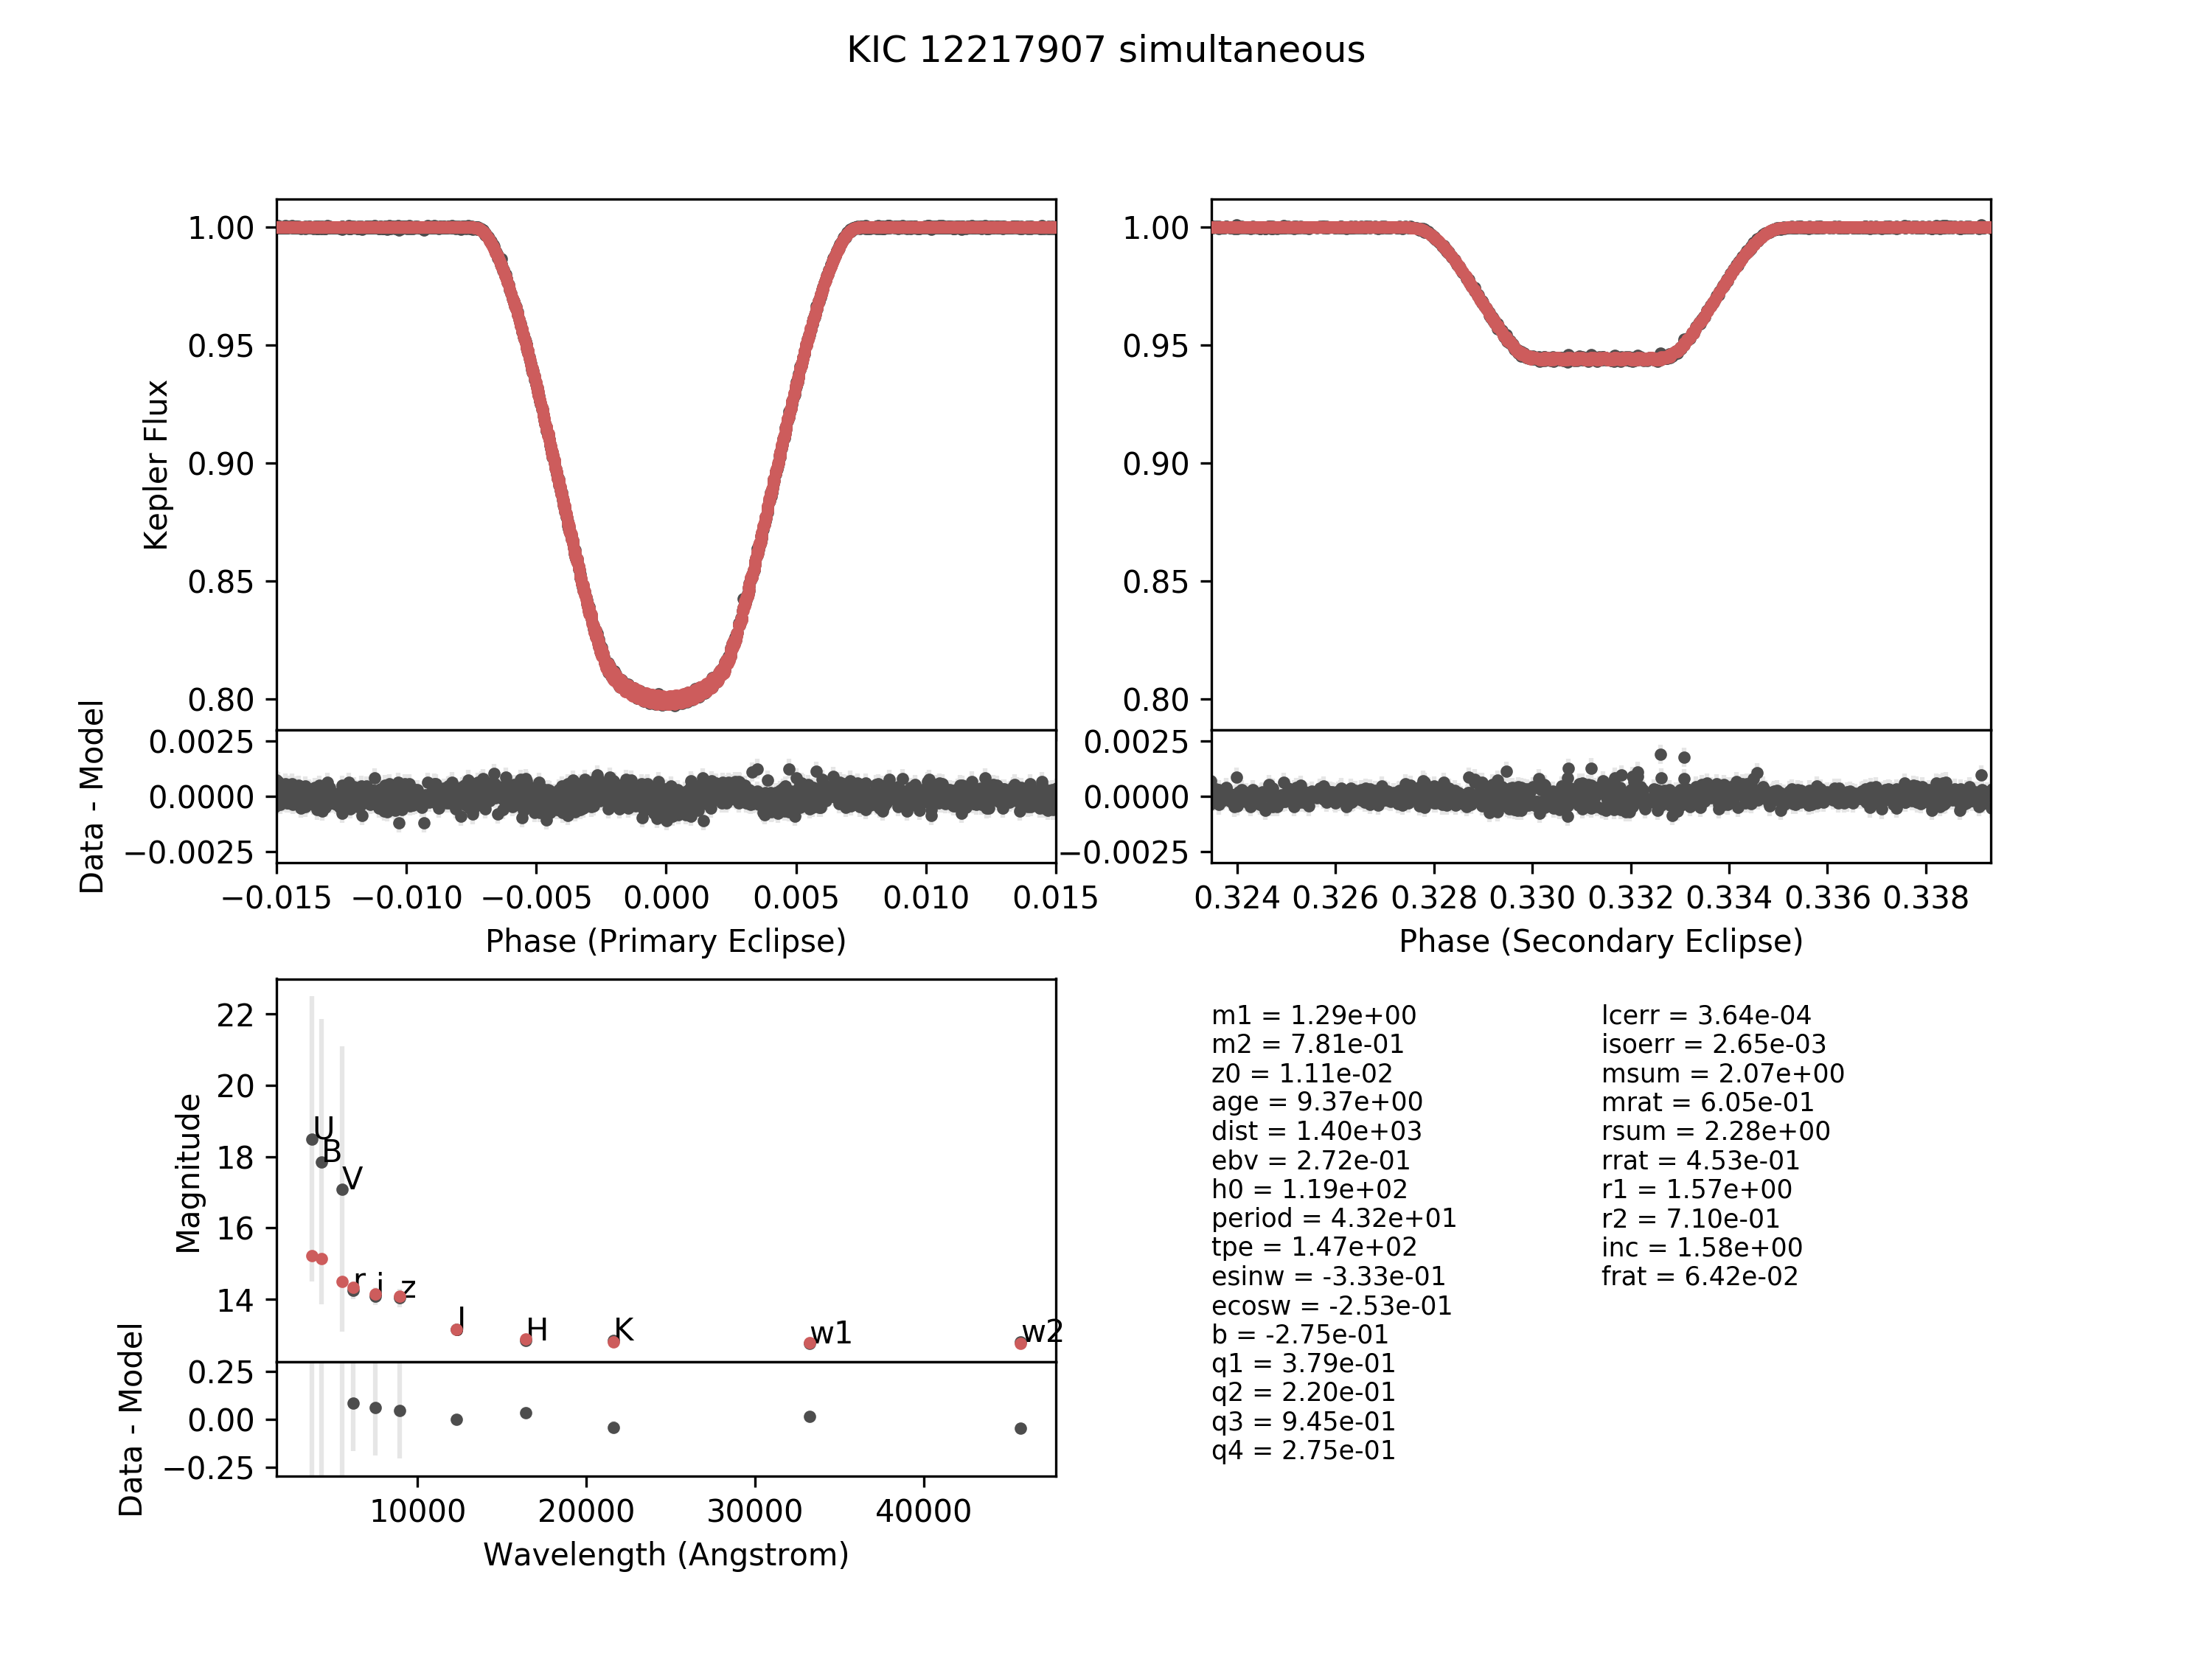 KIC 12217907 simultaneous
Kepler Flux
1.00
0.95
0.90
0.85
0.80
1.00
0.95
0.90
0.85
0.80
Data - Model
0.0025
0.0000
−0.0025
0.0025
0.0000
−0.0025
−0.015 −0.010 −0.005 0.000 0.005 0.010 0.015
Phase (Primary Eclipse)
0.324 0.326 0.328 0.330 0.332 0.334 0.336 0.338
Phase (Secondary Eclipse)
Magnitude
22
20
18
16
14
U
B
V
r
i
z
J
H
K
w1
w2
Data - Model
0.25
0.00
−0.25
10000 20000 30000 40000
Wavelength (Angstrom)
m1 = 1.29e+00
m2 = 7.81e-01
z0 = 1.11e-02
age = 9.37e+00
dist = 1.40e+03
ebv = 2.72e-01
h0 = 1.19e+02
period = 4.32e+01
tpe = 1.47e+02
esinw = -3.33e-01
ecosw = -2.53e-01
b = -2.75e-01
q1 = 3.79e-01
q2 = 2.20e-01
q3 = 9.45e-01
q4 = 2.75e-01
lcerr = 3.64e-04
isoerr = 2.65e-03
msum = 2.07e+00
mrat = 6.05e-01
rsum = 2.28e+00
rrat = 4.53e-01
r1 = 1.57e+00
r2 = 7.10e-01
inc = 1.58e+00
frat = 6.42e-02